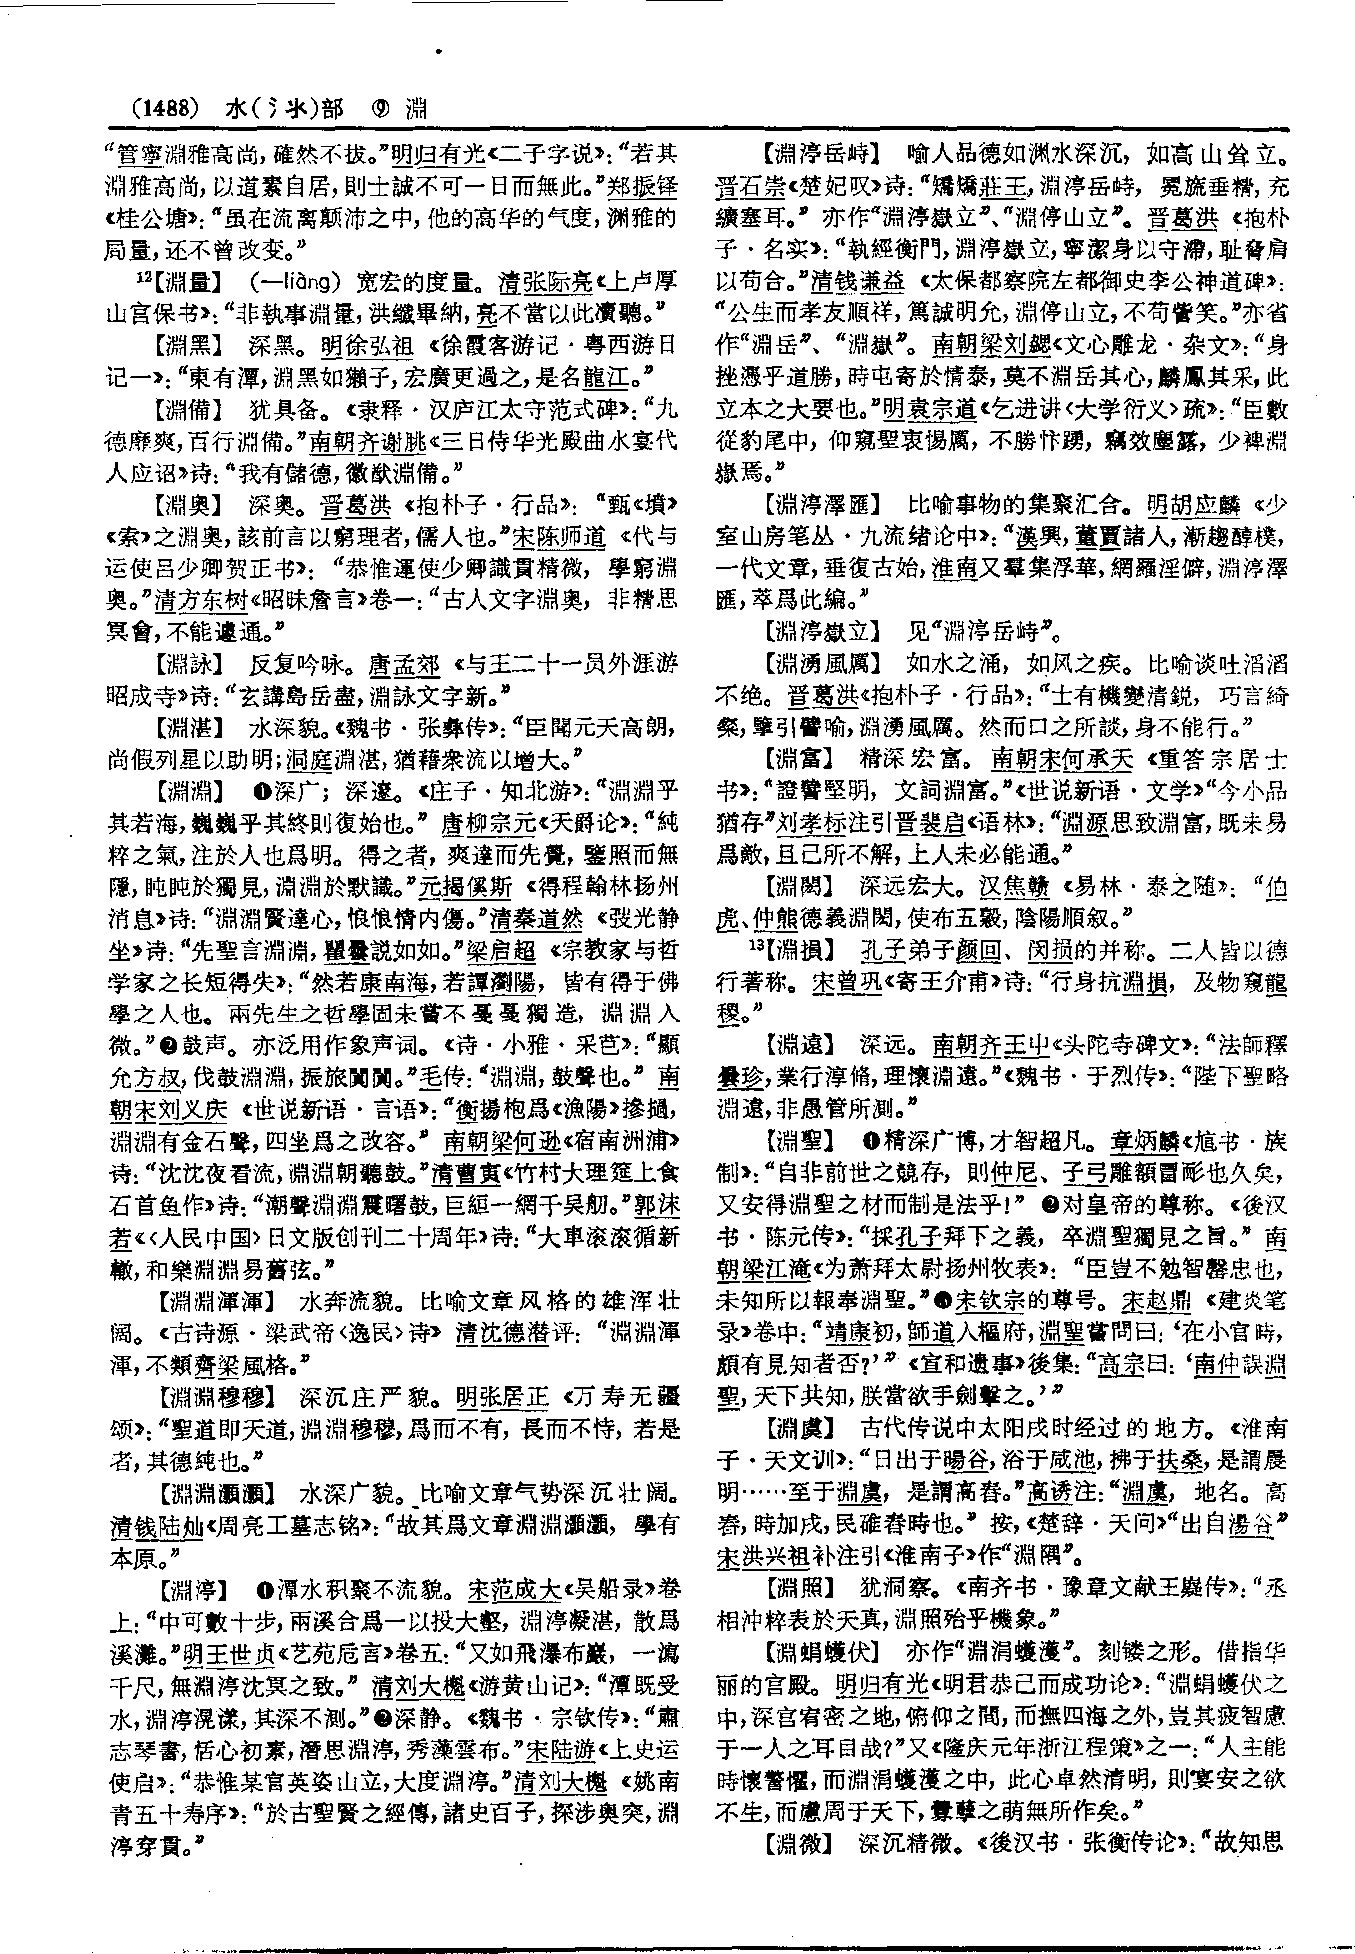 (1488) 水(氵氺)部 ⑨ 淵
“管寧淵雅高尚,確然不拔。”明归有光《二子字说》:“若其
淵雅高尚,以道素自居,則士誠不可一日而無此。”郑振铎
《桂公塘》:“虽在流离颠沛之中,他的高华的气度,渊雅的
局量,还不曾改变。”
12【淵量】 (—liàng) 宽宏的度量。清张际亮《上卢厚
山宫保书》:“非執事淵量,洪纖畢納,亮不當以此瀆聽。”
【淵黑】 深黑。明徐弘祖《徐霞客游记·粤西游日
记一》:“東有潭,淵黑如獺子,宏廣更過之,是名龍江。”
【淵備】 犹具备。《隶释·汉庐江太守范式碑》:“九
德靡爽,百行淵備。”南朝齐谢朓《三日侍华光殿曲水宴代
人应诏》诗:“我有儲德,徽猷淵備。”
【淵奥】 深奥。晋葛洪《抱朴子·行品》:“甄《墳》
《索》之淵奥,該前言以窮理者,儒人也。”宋陈师道《代与
运使吕少卿贺正书》:“恭惟運使少卿識貫精微,學窮淵
奥。”清方东树《昭昧詹言》卷一:“古人文字淵奥,非精思
冥會,不能遽通。”
【淵詠】 反复吟咏。唐孟郊《与王二十一员外涯游
昭成寺》诗:“玄講島岳盡,淵詠文字新。”
【淵湛】 水深貌。《魏书·张彝传》:“臣聞元天高朗,
尚假列星以助明;洞庭淵湛,猶藉衆流以增大。”
【淵淵】 ❶深广;深邃。《庄子·知北游》:“淵淵乎
其若海,巍巍乎其終則復始也。”唐柳宗元《天爵论》:“純
粹之氣,注於人也爲明。得之者,爽達而先覺,鑒照而無
隱,盹盹於獨見,淵淵於默識。”元揭傒斯《得程翰林扬州
消息》诗:“淵淵賢達心,悢悢情内傷。”清秦道然《弢光静
坐》诗:“先聖言淵淵,瞿曇説如如。”梁启超《宗教家与哲
学家之长短得失》:“然若康南海,若譚瀏陽,皆有得于佛
學之人也。兩先生之哲學固未嘗不戛戛獨造,淵淵入
微。”❷鼓声。亦泛用作象声词。《诗·小雅·采芑》:“顯
允方叔,伐鼓淵淵,振旅闐闐。”毛传:“淵淵,鼓聲也。”南
朝宋刘义庆《世说新语·言语》:“衡揚枹爲《漁陽》摻撾,
淵淵有金石聲,四坐爲之改容。”南朝梁何逊《宿南洲浦》
诗:“沈沈夜看流,淵淵朝聽鼓。”清曹寅《竹村大理筵上食
石首鱼作》诗:“潮聲淵淵震曙鼓,巨絙一網千吴舠。”郭沫
若《〈人民中国〉日文版创刊二十周年》诗:“大車滚滚循新
轍,和樂淵淵易舊弦。”
【淵淵渾渾】 水奔流貌。比喻文章风格的雄浑壮
阔。《古诗源·梁武帝〈逸民〉诗》清沈德潜评:“淵淵渾
渾,不類齊梁風格。”
【淵淵穆穆】 深沉庄严貌。明张居正《万寿无疆
颂》:“聖道即天道,淵淵穆穆,爲而不有,長而不恃,若是
者,其德純也。”
【淵淵灝灝】 水深广貌。比喻文章气势深沉壮阔。
清钱陆灿《周亮工墓志铭》:“故其爲文章淵淵灝灝,學有
本原。”
【淵渟】 ❶潭水积聚不流貌。宋范成大《吴船录》卷
上:“中可數十步,兩溪合爲一以投大壑,淵渟凝湛,散爲
溪灘。”明王世贞《艺苑卮言》卷五:“又如飛瀑布巖,一瀉
千尺,無淵渟沈冥之致。”清刘大櫆《游黄山记》:“潭既受
水,淵渟滉漾,其深不測。”❷深静。《魏书·宗钦传》:“肅
志琴書,恬心初素,潛思淵渟,秀藻雲布。”宋陆游《上史运
使启》:“恭惟某官英姿山立,大度淵渟。”清刘大櫆《姚南
青五十寿序》:“於古聖賢之經傳,諸史百子,探涉奥突,淵
渟穿貫。”
【淵渟岳峙】 喻人品德如渊水深沉,如高山耸立。
晋石崇《楚妃叹》诗:“矯矯莊王,淵渟岳峙,冕旒垂精,充
纊塞耳。”亦作“淵渟嶽立”、“淵停山立”。晋葛洪《抱朴
子·名实》:“執經衡門,淵渟嶽立,寧潔身以守滯,耻脅肩
以苟合。”清钱谦益《太保都察院左都御史李公神道碑》:
“公生而孝友順祥,篤誠明允,淵停山立,不苟訾笑。”亦省
作“淵岳”、“淵嶽”。南朝梁刘勰《文心雕龙·杂文》:“身
挫憑乎道勝,時屯寄於情泰,莫不淵岳其心,麟鳳其采,此
立本之大要也。”明袁宗道《乞进讲〈大学衍义〉疏》:“臣數
從豹尾中,仰窺聖衷惕厲,不勝忭踴,竊效塵露,少裨淵
嶽焉。”
【淵渟澤匯】 比喻事物的集聚汇合。明胡应麟《少
室山房笔丛·九流绪论中》:“漢興,董賈諸人,漸趨醇樸,
一代文章,垂復古始,淮南又羣集浮華,網羅淫僻,淵渟澤
匯,萃爲此編。”
【淵渟嶽立】 见“淵渟岳峙”。
【淵湧風厲】 如水之涌,如风之疾。比喻谈吐滔滔
不绝。晋葛洪《抱朴子·行品》:“士有機變清鋭,巧言綺
粲,擥引譬喻,淵湧風厲。然而口之所談,身不能行。”
【淵富】 精深宏富。南朝宋何承天《重答宗居士
书》:“證譬堅明,文詞淵富。”《世说新语·文学》“今小品
猶存”刘孝标注引晋裴启《语林》:“淵源思致淵富,既未易
爲敵,且己所不解,上人未必能通。”
【淵閎】 深远宏大。汉焦赣《易林·泰之随》:“伯
虎、仲熊德義淵閎,使布五穀,陰陽順叙。”
13【淵損】 孔子弟子颜回、闵损的并称。二人皆以德
行著称。宋曾巩《寄王介甫》诗:“行身抗淵損,及物窺龍
稷。”
【淵遠】 深远。南朝齐王屮《头陀寺碑文》:“法師釋
曇珍,業行淳脩,理懷淵遠。”《魏书·于烈传》:“陛下聖略
淵遠,非愚管所測。”
【淵聖】 ❶精深广博,才智超凡。章炳麟《訄书·族
制》:“自非前世之競存,則仲尼、子弓雕額冒耏也久矣,
又安得淵聖之材而制是法乎!”❷对皇帝的尊称。《後汉
书·陈元传》:“採孔子拜下之義,卒淵聖獨見之旨。”南
朝梁江淹《为萧拜太尉扬州牧表》:“臣豈不勉智罄忠也,
未知所以報奉淵聖。”❸宋钦宗的尊号。宋赵鼎《建炎笔
录》卷中:“靖康初,師道入樞府,淵聖嘗問曰:‘在小官時,
頗有見知者否?’”《宣和遗事》後集:“高宗曰:‘南仲誤淵
聖,天下共知,朕當欲手劍擊之。’”
【淵虞】 古代传说中太阳戌时经过的地方。《淮南
子·天文训》:“日出于暘谷,浴于咸池,拂于扶桑,是謂晨
明……至于淵虞,是謂高舂。”高诱注:“淵虞,地名。高
舂,時加戌,民碓舂時也。”按,《楚辞·天问》“出自湯谷”
宋洪兴祖补注引《淮南子》作“淵隅”。
【淵照】 犹洞察。《南齐书·豫章文献王嶷传》:“丞
相沖粹表於天真,淵照殆乎機象。”
【淵蜎蠖伏】 亦作“淵涓蠖濩”。刻镂之形。借指华
丽的宫殿。明归有光《明君恭己而成功论》:“淵蜎蠖伏之
中,深宫宥密之地,俯仰之間,而撫四海之外,豈其疲智慮
于一人之耳目哉?”又《隆庆元年浙江程策》之一:“人主能
時懷警惺,而淵涓蠖濩之中,此心卓然清明,則宴安之欲
不生,而慮周于天下,釁孽之萌無所作矣。”
【淵微】 深沉精微。《後汉书·张衡传论》:“故知思